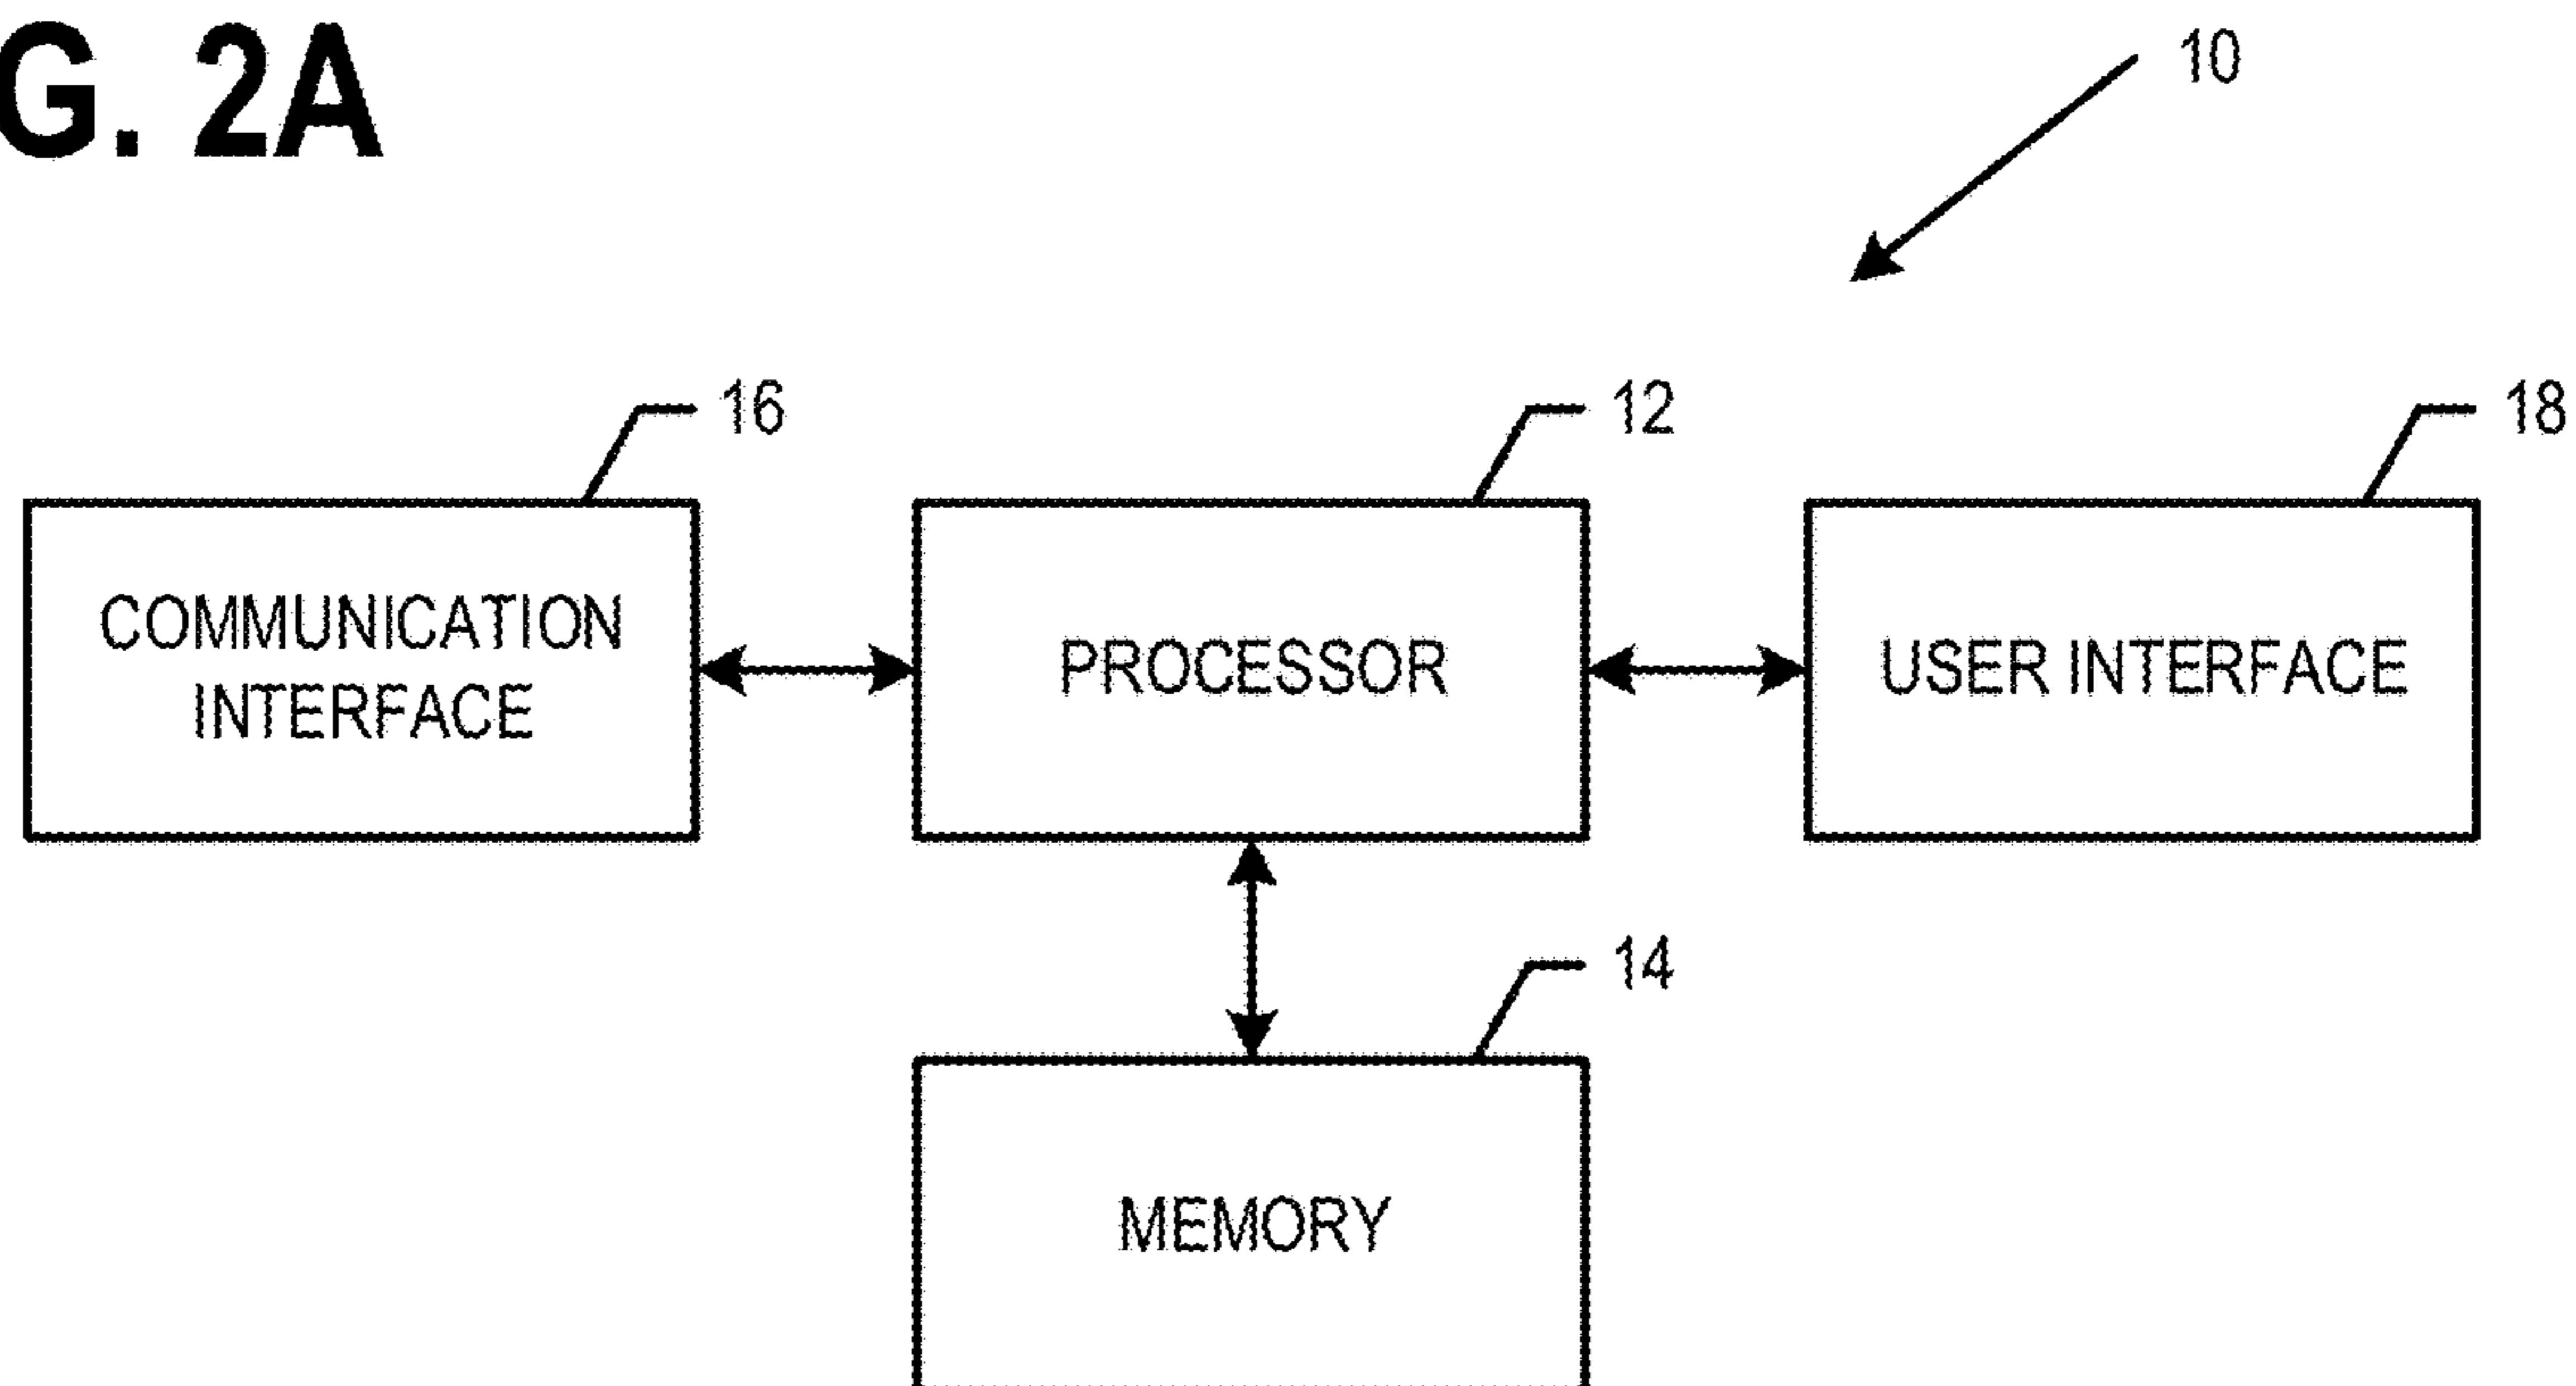 G. 2A
10
16
12
18
COMMUNICATION
INTERFACE
PROCESSOR
USER INTERFACE
14
MEMORY